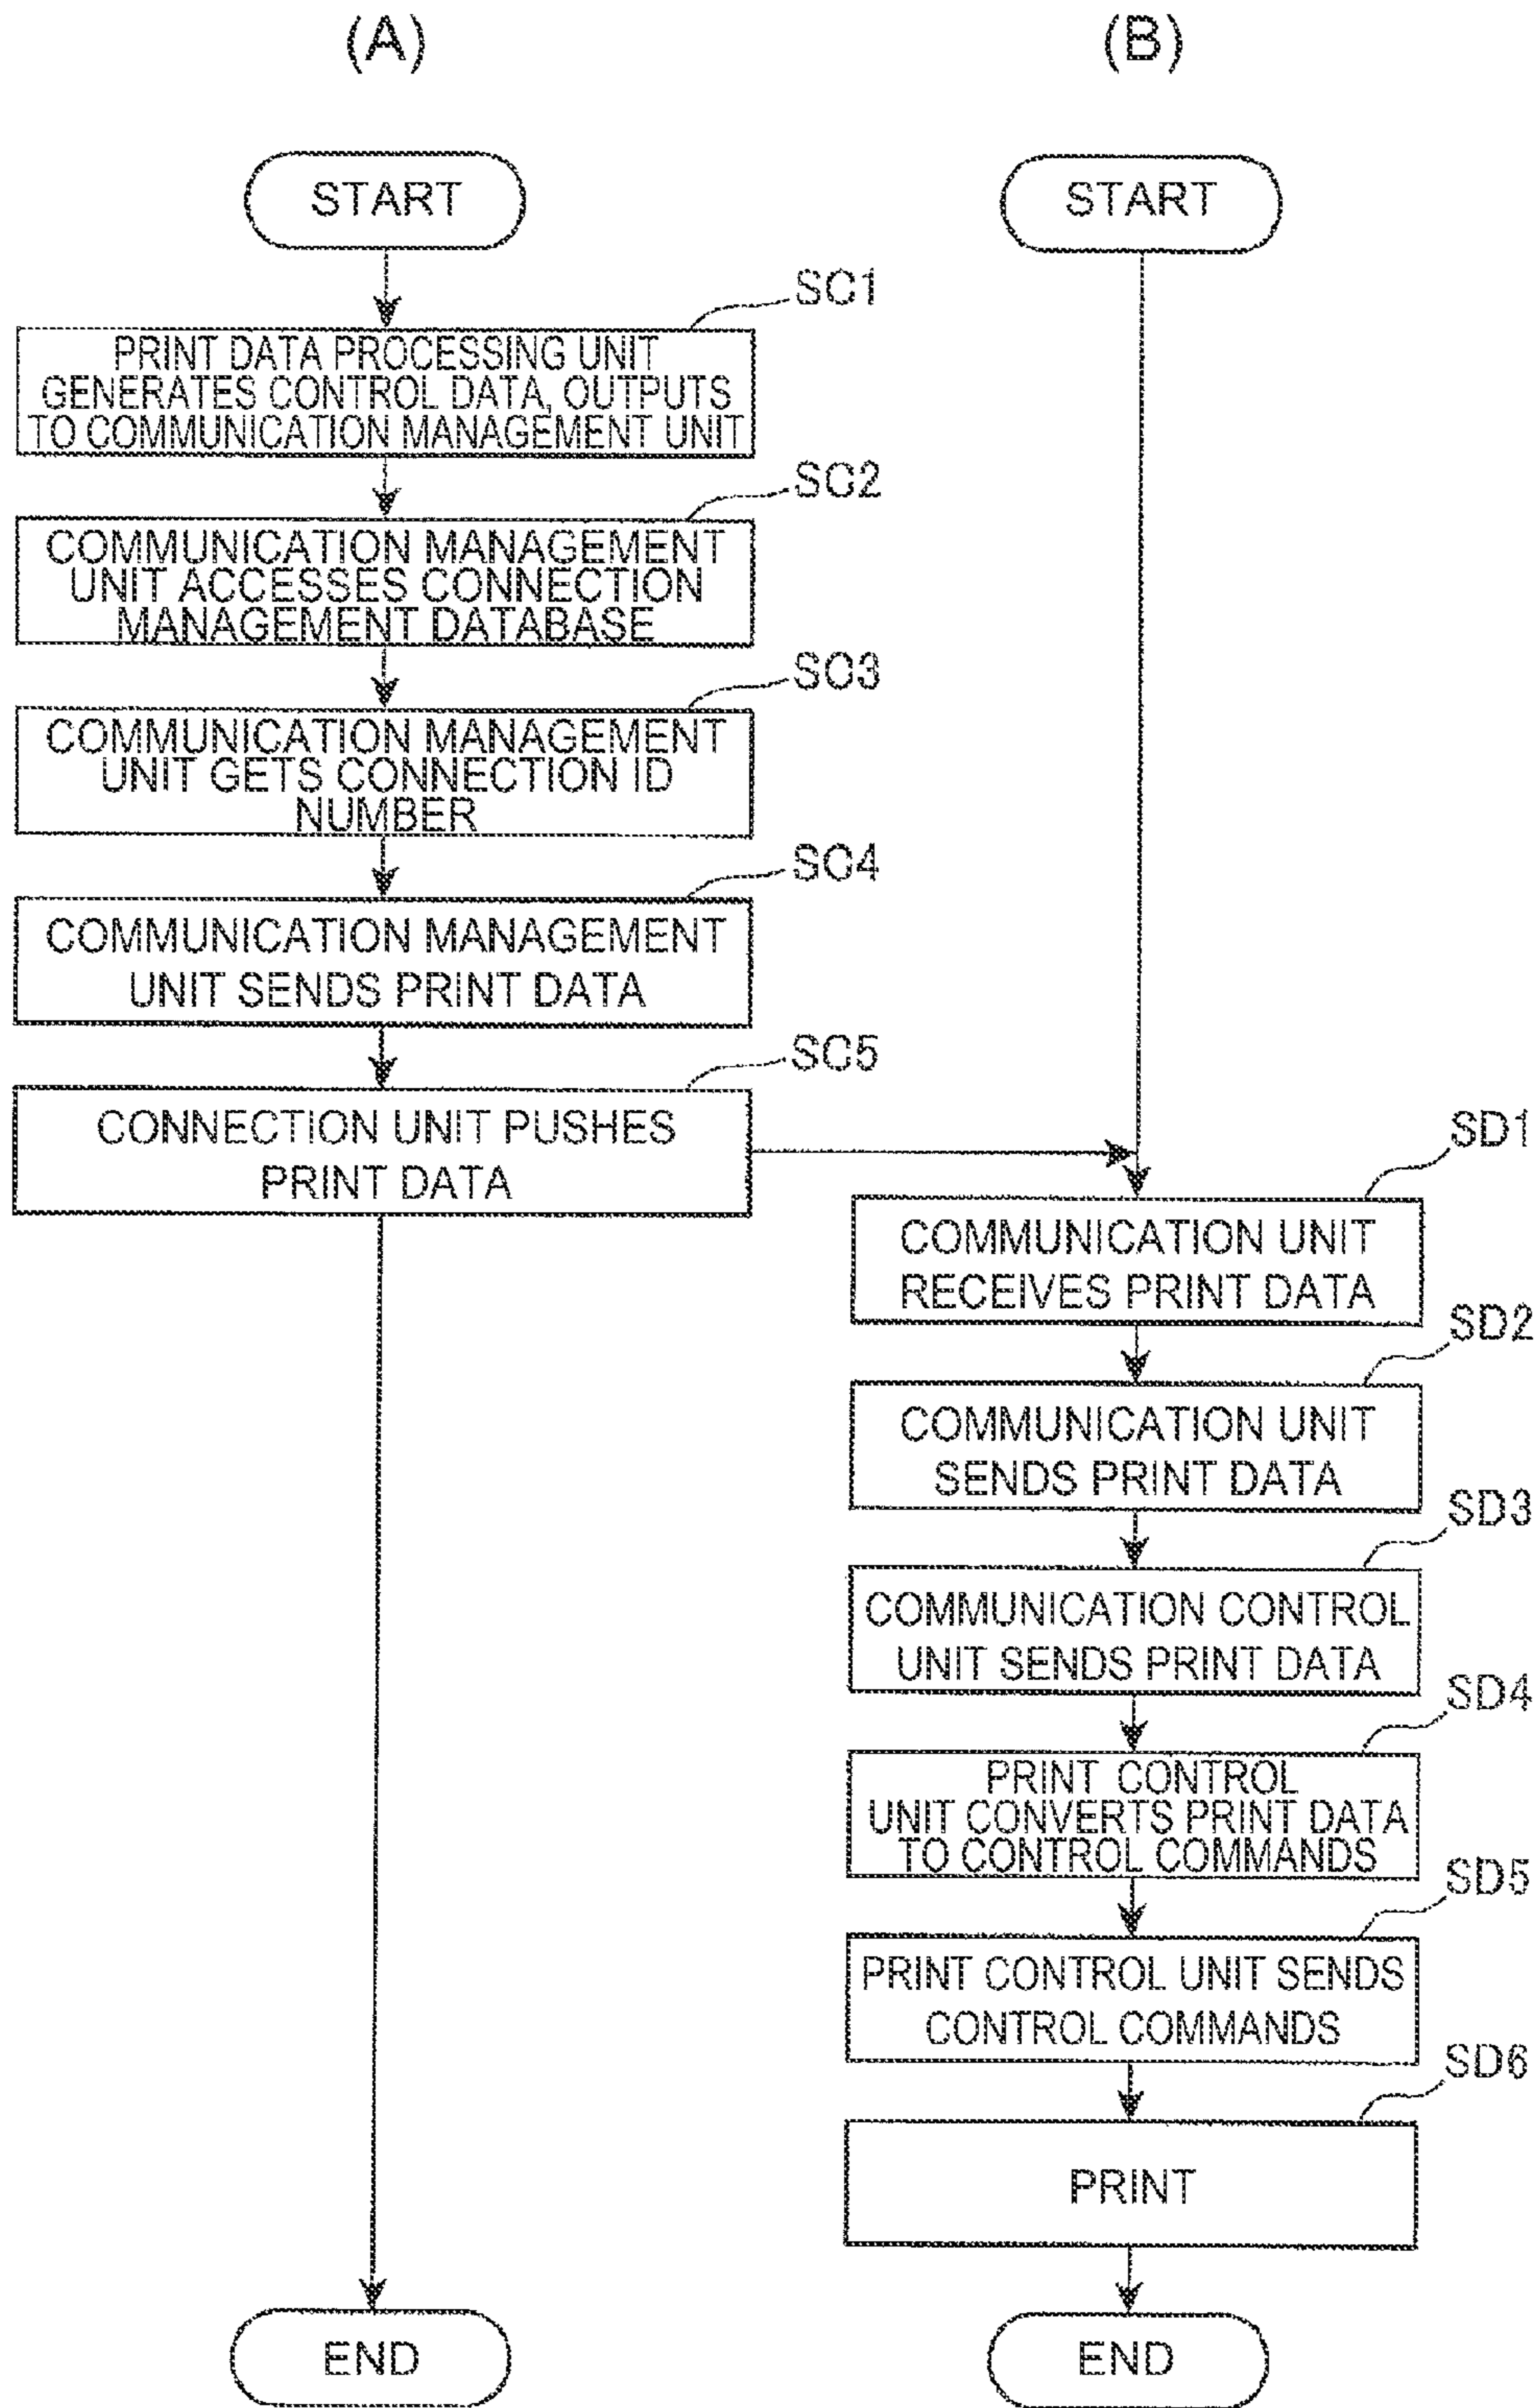 (A)
START
SC1
PRINT DATA PROCESSING UNIT
GENERATES CONTROL DATA, OUTPUTS
TO COMMUNICATION MANAGEMENT UNIT
SC2
COMMUNICATION MANAGEMENT
UNIT ACCESSES CONNECTION
MANAGEMENT DATABASE
SC3
COMMUNICATION MANAGEMENT
UNIT GETS CONNECTION ID
NUMBER
SC4
COMMUNICATION MANAGEMENT
UNIT SENDS PRINT DATA
SC5
CONNECTION UNIT PUSHES
PRINT DATA
END
(B)
START
SD1
COMMUNICATION UNIT
RECEIVES PRINT DATA
SD2
COMMUNICATION UNIT
SENDS PRINT DATA
SD3
COMMUNICATION CONTROL
UNIT SENDS PRINT DATA
SD4
PRINT CONTROL
UNIT CONVERTS PRINT DATA
TO CONTROL COMMANDS
SD5
PRINT CONTROL UNIT SENDS
CONTROL COMMANDS
SD6
PRINT
END